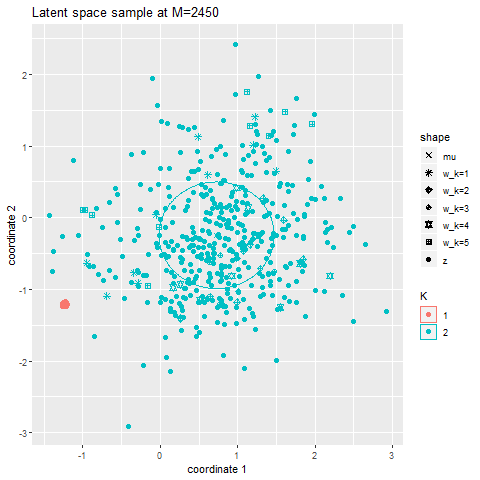 Latent space sample at M=2450
coordinate 2
2
1
0
-1
-2
-3
-1
0
1
2
3
coordinate 1
shape
mu
w_k=1
w_k=2
w_k=3
w_k=4
w_k=5
z
K
1
2